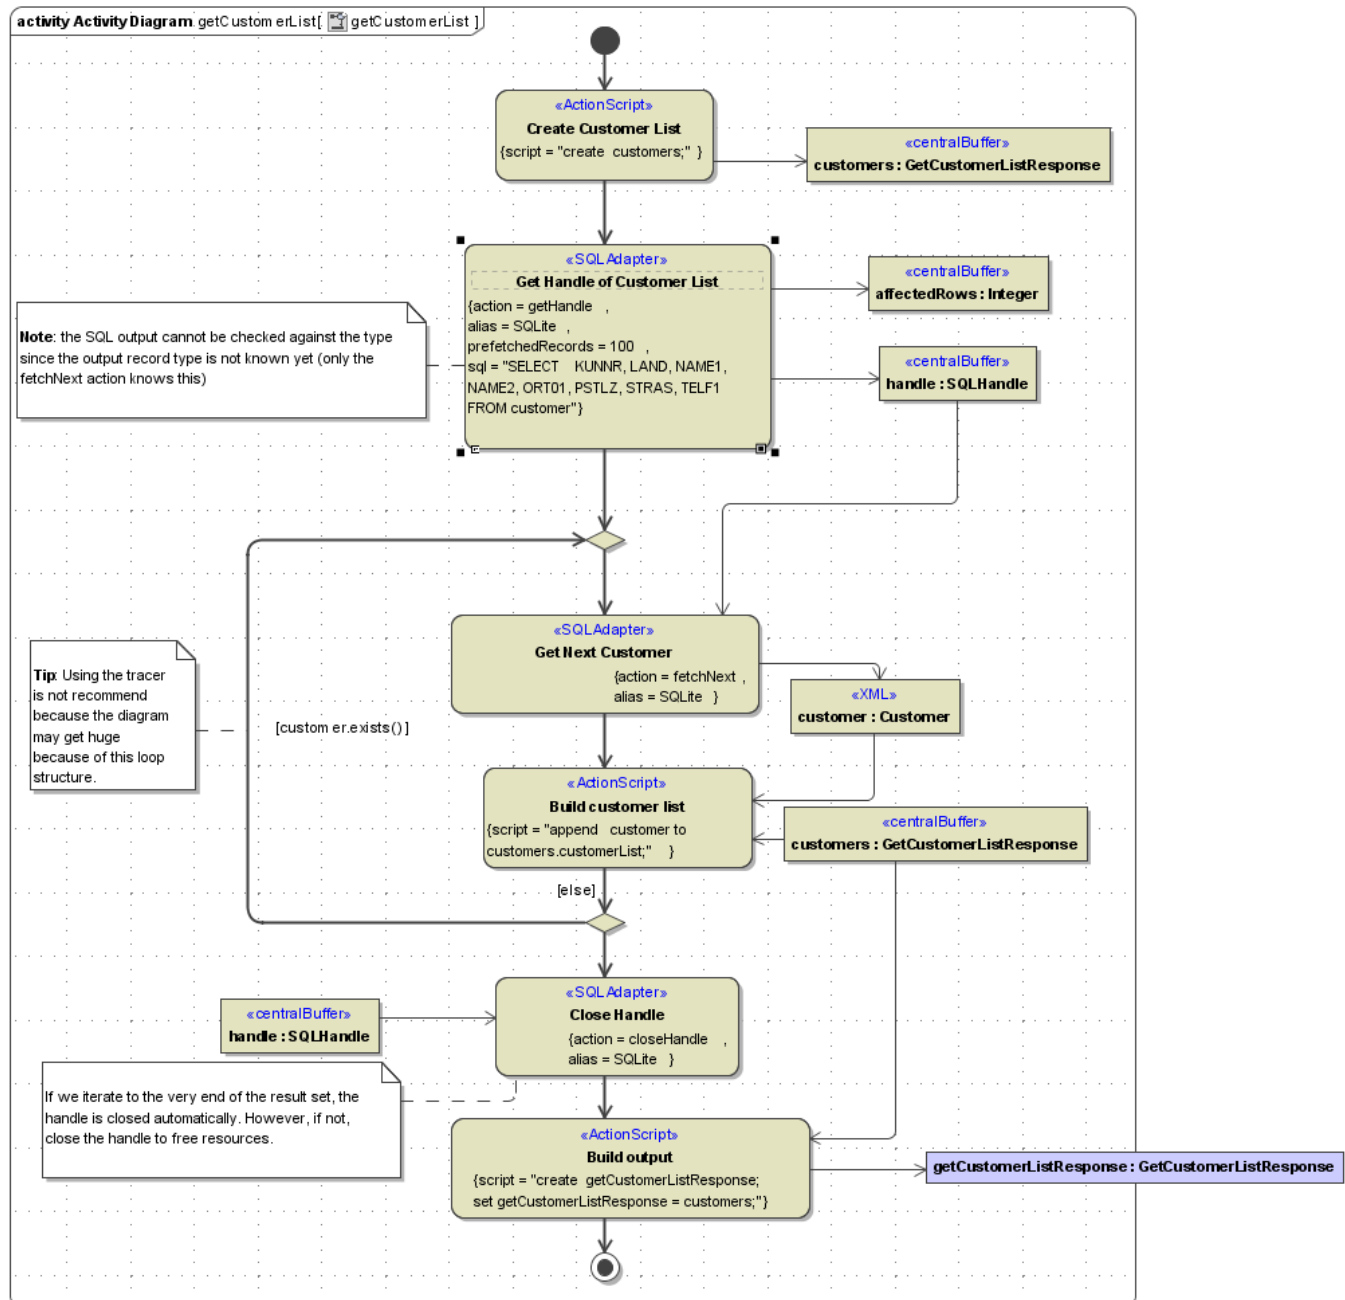 activity ActivityDiagram.getCustomerList[ getCustomerList ]
«ActionScript»
Create Customer List
{script = "create customers;" }
«centralBuffer»
customers : GetCustomerListResponse
«SQLAdapter»
Get Handle of Customer List
{action = getHandle ,
alias = SQLite ,
prefetchedRecords = 100 ,
sql = "SELECT KUNNR, LAND, NAME1,
NAME2, ORT01, PSTLZ, STRAS, TELF1
FROM customer"}
«centralBuffer»
affectedRows : Integer
Note: the SQL output cannot be checked against the type
since the output record type is not known yet (only the
fetchNext action knows this)
«centralBuffer»
handle : SQLHandle
«SQLAdapter»
Get Next Customer
{action = fetchNext ,
alias = SQLite }
«XML»
customer : Customer
Tip: Using the tracer
is not recommend
because the diagram
may get huge
because of this loop
structure.
[customer.exists()]
«ActionScript»
Build customer list
{script = "append customer to
customers.customerList;" }
«centralBuffer»
customers : GetCustomerListResponse
[else]
«SQLAdapter»
Close Handle
{action = closeHandle ,
alias = SQLite }
«centralBuffer»
handle : SQLHandle
If we iterate to the very end of the result set, the
handle is closed automatically. However, if not,
close the handle to free resources.
«ActionScript»
Build output
{script = "create getCustomerListResponse;
set getCustomerListResponse = customers;"}
getCustomerListResponse : GetCustomerListResponse